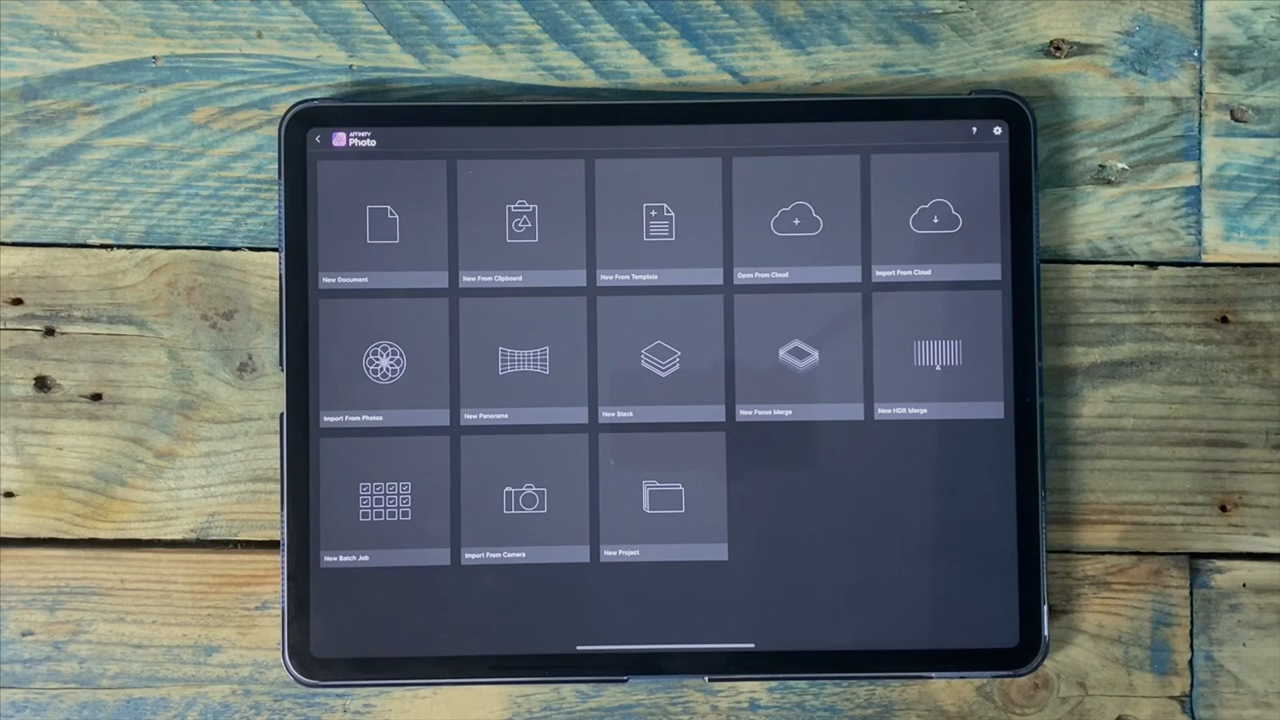 AFFINITY
Photo
?
New Document
New From Clipboard
New From Template
Open From Cloud
Import From Cloud
Import From Photos
New Panorama
New Stack
New Focus Merge
New HDR Merge
New Batch Job
Import From Camera
New Project